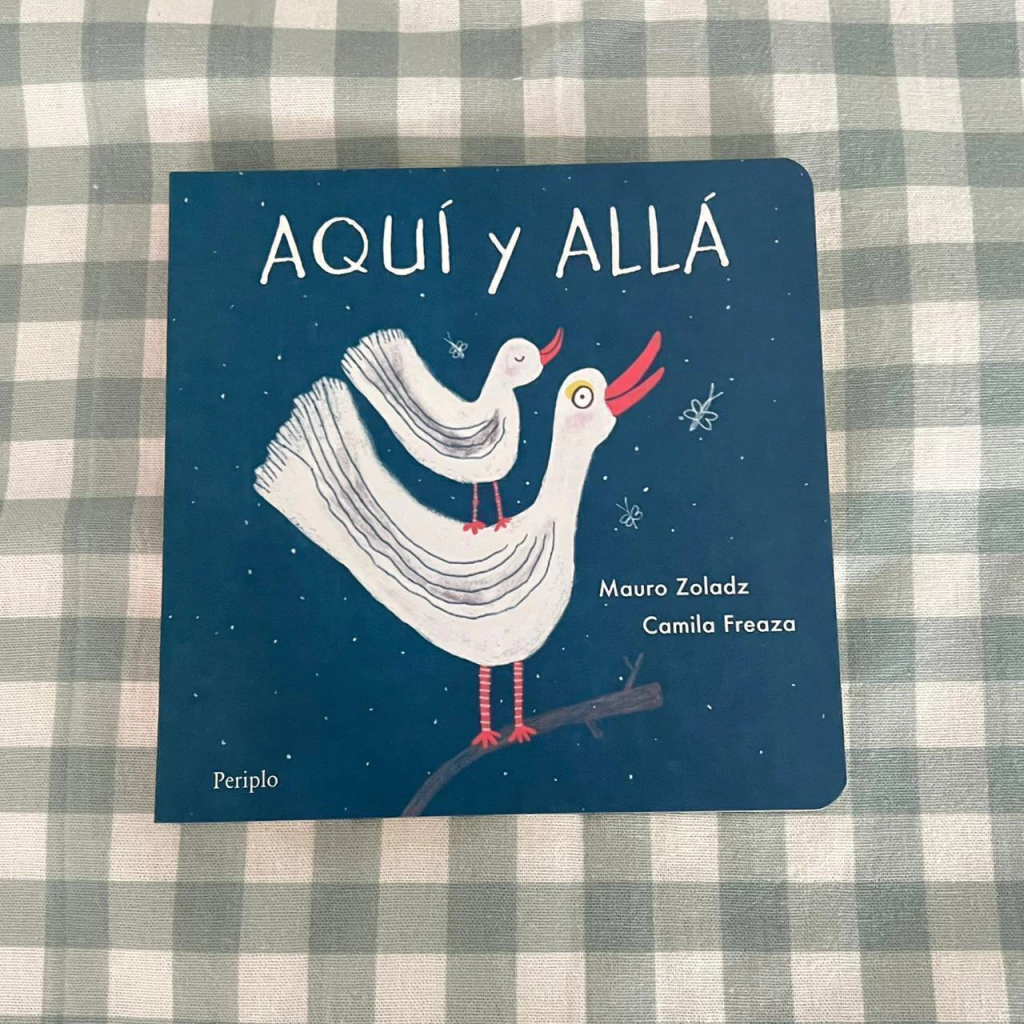 AQUÍ y ALLÁ
Mauro Zoladz
Camila Freaza
Periplo